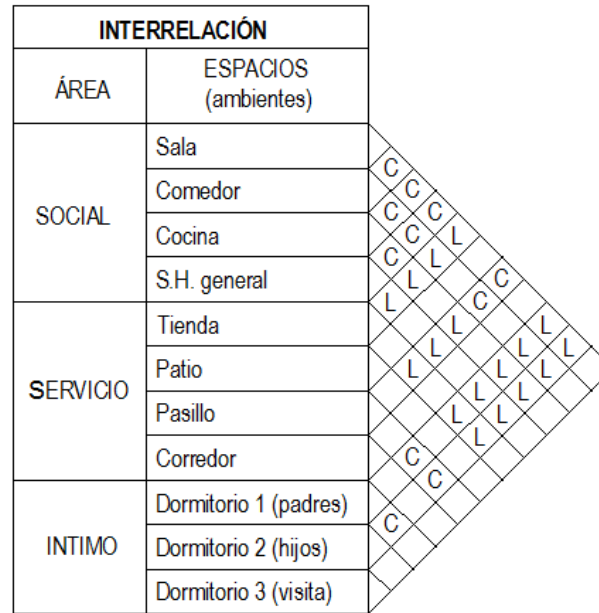 INTERRELACIÓN
ÁREA
ESPACIOS
(ambientes)
SOCIAL
Sala
Comedor
Cocina
S.H. general
SERVICIO
Tienda
Patio
Pasillo
Corredor
INTIMO
Dormitorio 1 (padres)
Dormitorio 2 (hijos)
Dormitorio 3 (visita)
C
C
C C
C L
C L
L C
L C
L L
L L L
L L L
L L
L L
L
C
C
C